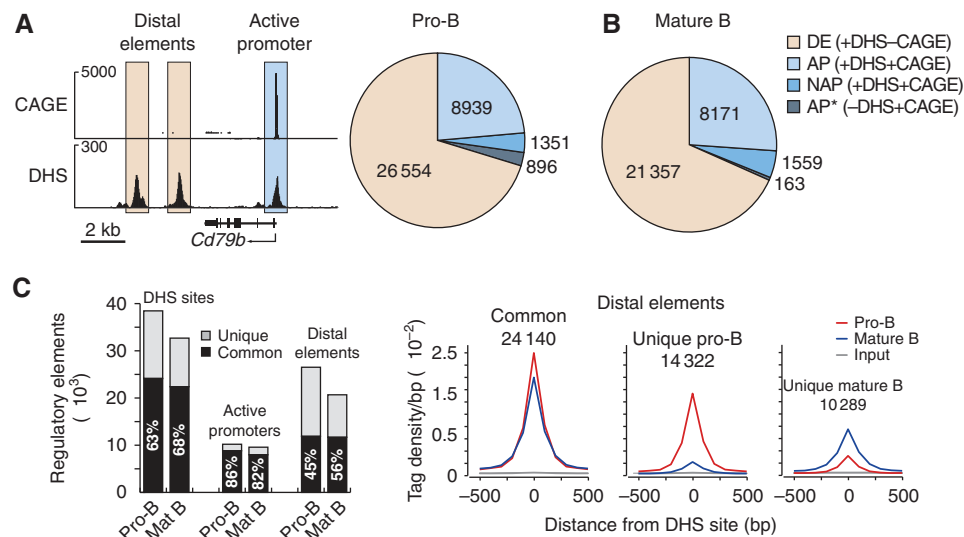 A
Distal elements
Active promoter
5000
CAGE
300
DHS
2 kb
Cd79b
Pro-B
8939
1351
896
26 554
B
Mature B
8171
1559
163
21 357
DE (+DHS–CAGE)
AP (+DHS+CAGE)
NAP (+DHS+CAGE)
AP* (–DHS+CAGE)
C
Regulatory elements
( 10³)
40
30
20
10
0
DHS sites
Unique
Common
Active promoters
Distal elements
63%
68%
86%
82%
45%
56%
Pro-B
Mat B
Pro-B
Mat B
Pro-B
Mat B
Distal elements
Tag density/bp ( 10⁻²)
2.5
1.5
0.5
0
Common
24 140
Unique pro-B
14 322
Unique mature B
10 289
Pro-B
Mature B
Input
–500
0
500
–500
0
500
–500
0
500
Distance from DHS site (bp)